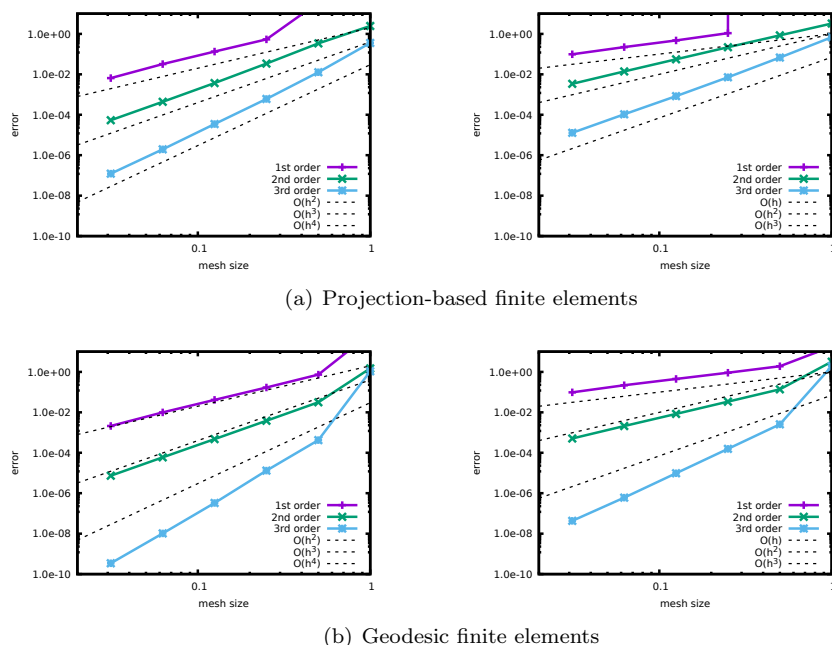 1.0e+00
1.0e-02
1.0e-04
1.0e-06
1.0e-08
1.0e-10
error
0.1
1
mesh size
1st order
2nd order
3rd order
O(h²)
O(h³)
O(h⁴)
1.0e+00
1.0e-02
1.0e-04
1.0e-06
1.0e-08
1.0e-10
error
0.1
1
mesh size
1st order
2nd order
3rd order
O(h)
O(h²)
O(h³)
(a) Projection-based finite elements
1.0e+00
1.0e-02
1.0e-04
1.0e-06
1.0e-08
1.0e-10
error
0.1
1
mesh size
1st order
2nd order
3rd order
O(h²)
O(h³)
O(h⁴)
1.0e+00
1.0e-02
1.0e-04
1.0e-06
1.0e-08
1.0e-10
error
0.1
1
mesh size
1st order
2nd order
3rd order
O(h)
O(h²)
O(h³)
(b) Geodesic finite elements